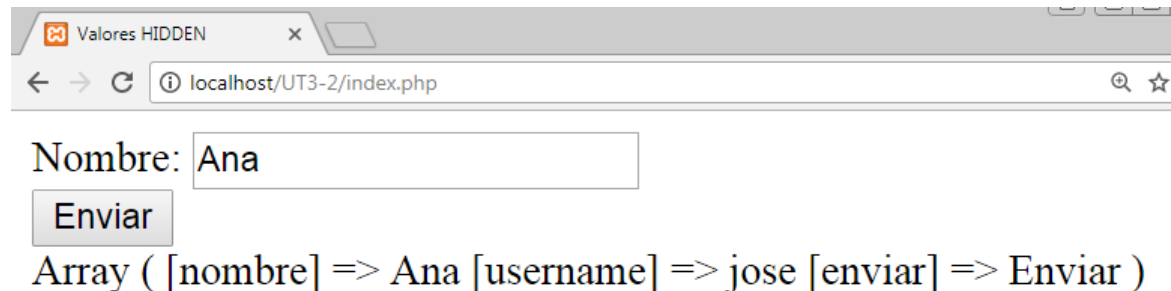 Valores HIDDEN
localhost/UT3-2/index.php
Nombre: Ana
Enviar
Array ( [nombre] => Ana [username] => jose [enviar] => Enviar )